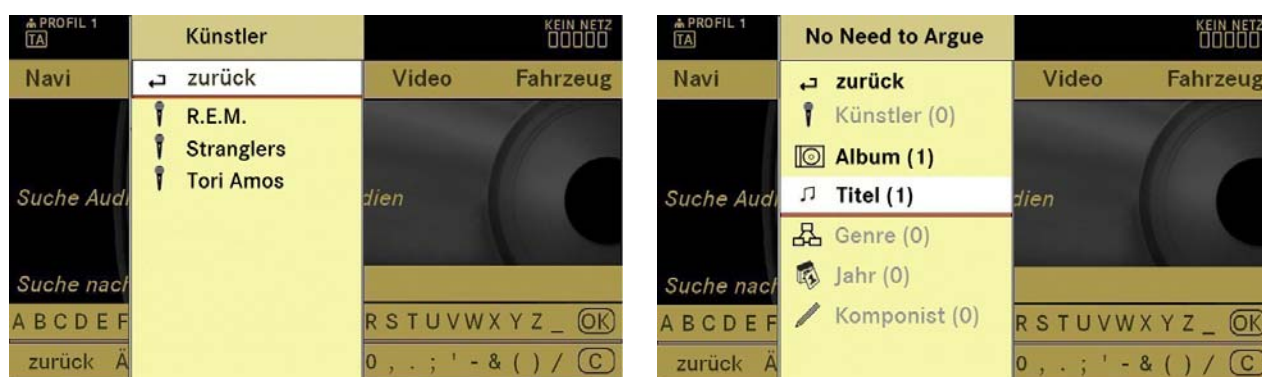 PROFIL 1
TA
Künstler
KEIN NETZ
Navi
zurück
Video
Fahrzeug
R.E.M.
Stranglers
Tori Amos
Suche Audi
dien
Suche nach
A B C D E F
R S T U V W X Y Z _ OK
zurück Ä
0 , . ; ' - & ( ) / C
PROFIL 1
TA
No Need to Argue
KEIN NETZ
Navi
zurück
Video
Fahrzeug
Künstler (0)
Album (1)
Titel (1)
Suche Audi
dien
Genre (0)
Jahr (0)
Suche nach
Komponist (0)
A B C D E F
R S T U V W X Y Z _ OK
zurück Ä
0 , . ; ' - & ( ) / C